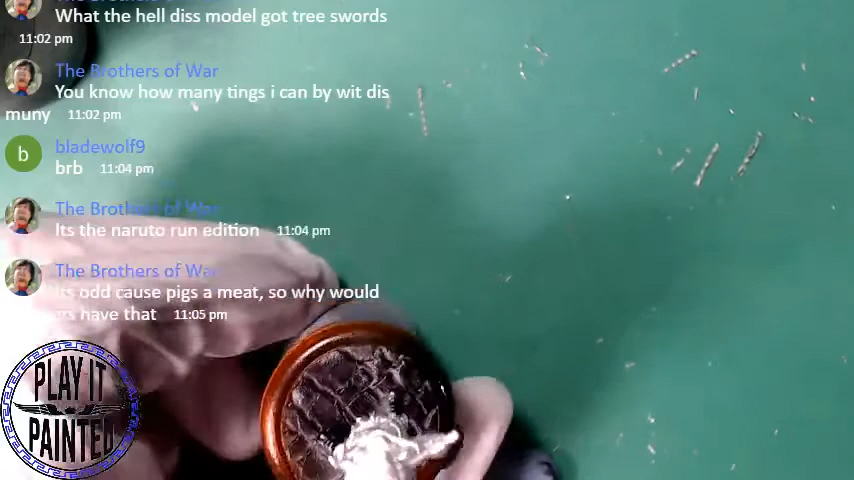 What the hell diss model got tree swords
11:02 pm
The Brothers of War
You know how many tings i can by wit dis
muny 11:02 pm
b
bladewolf9
brb 11:04 pm
The Brothers of War
Its the naruto run edition 11:04 pm
The Brothers of War
odd cause pigs a meat, so why would
have that 11:05 pm
PLAY IT
PAINTED